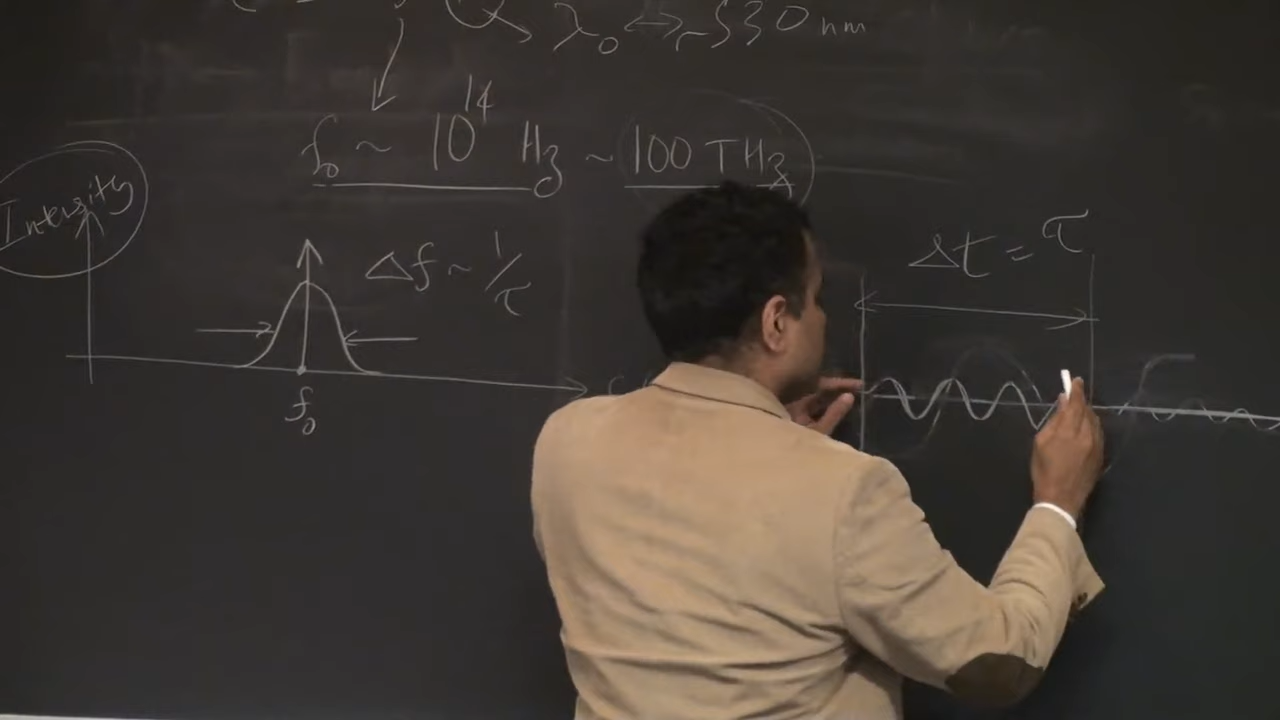 λ₀ ↔ ~530 nm
f₀ ~ 10¹⁴ Hz ~ 100 THz
Intensity
Δf ~ 1/τ
Δt = τ
f₀